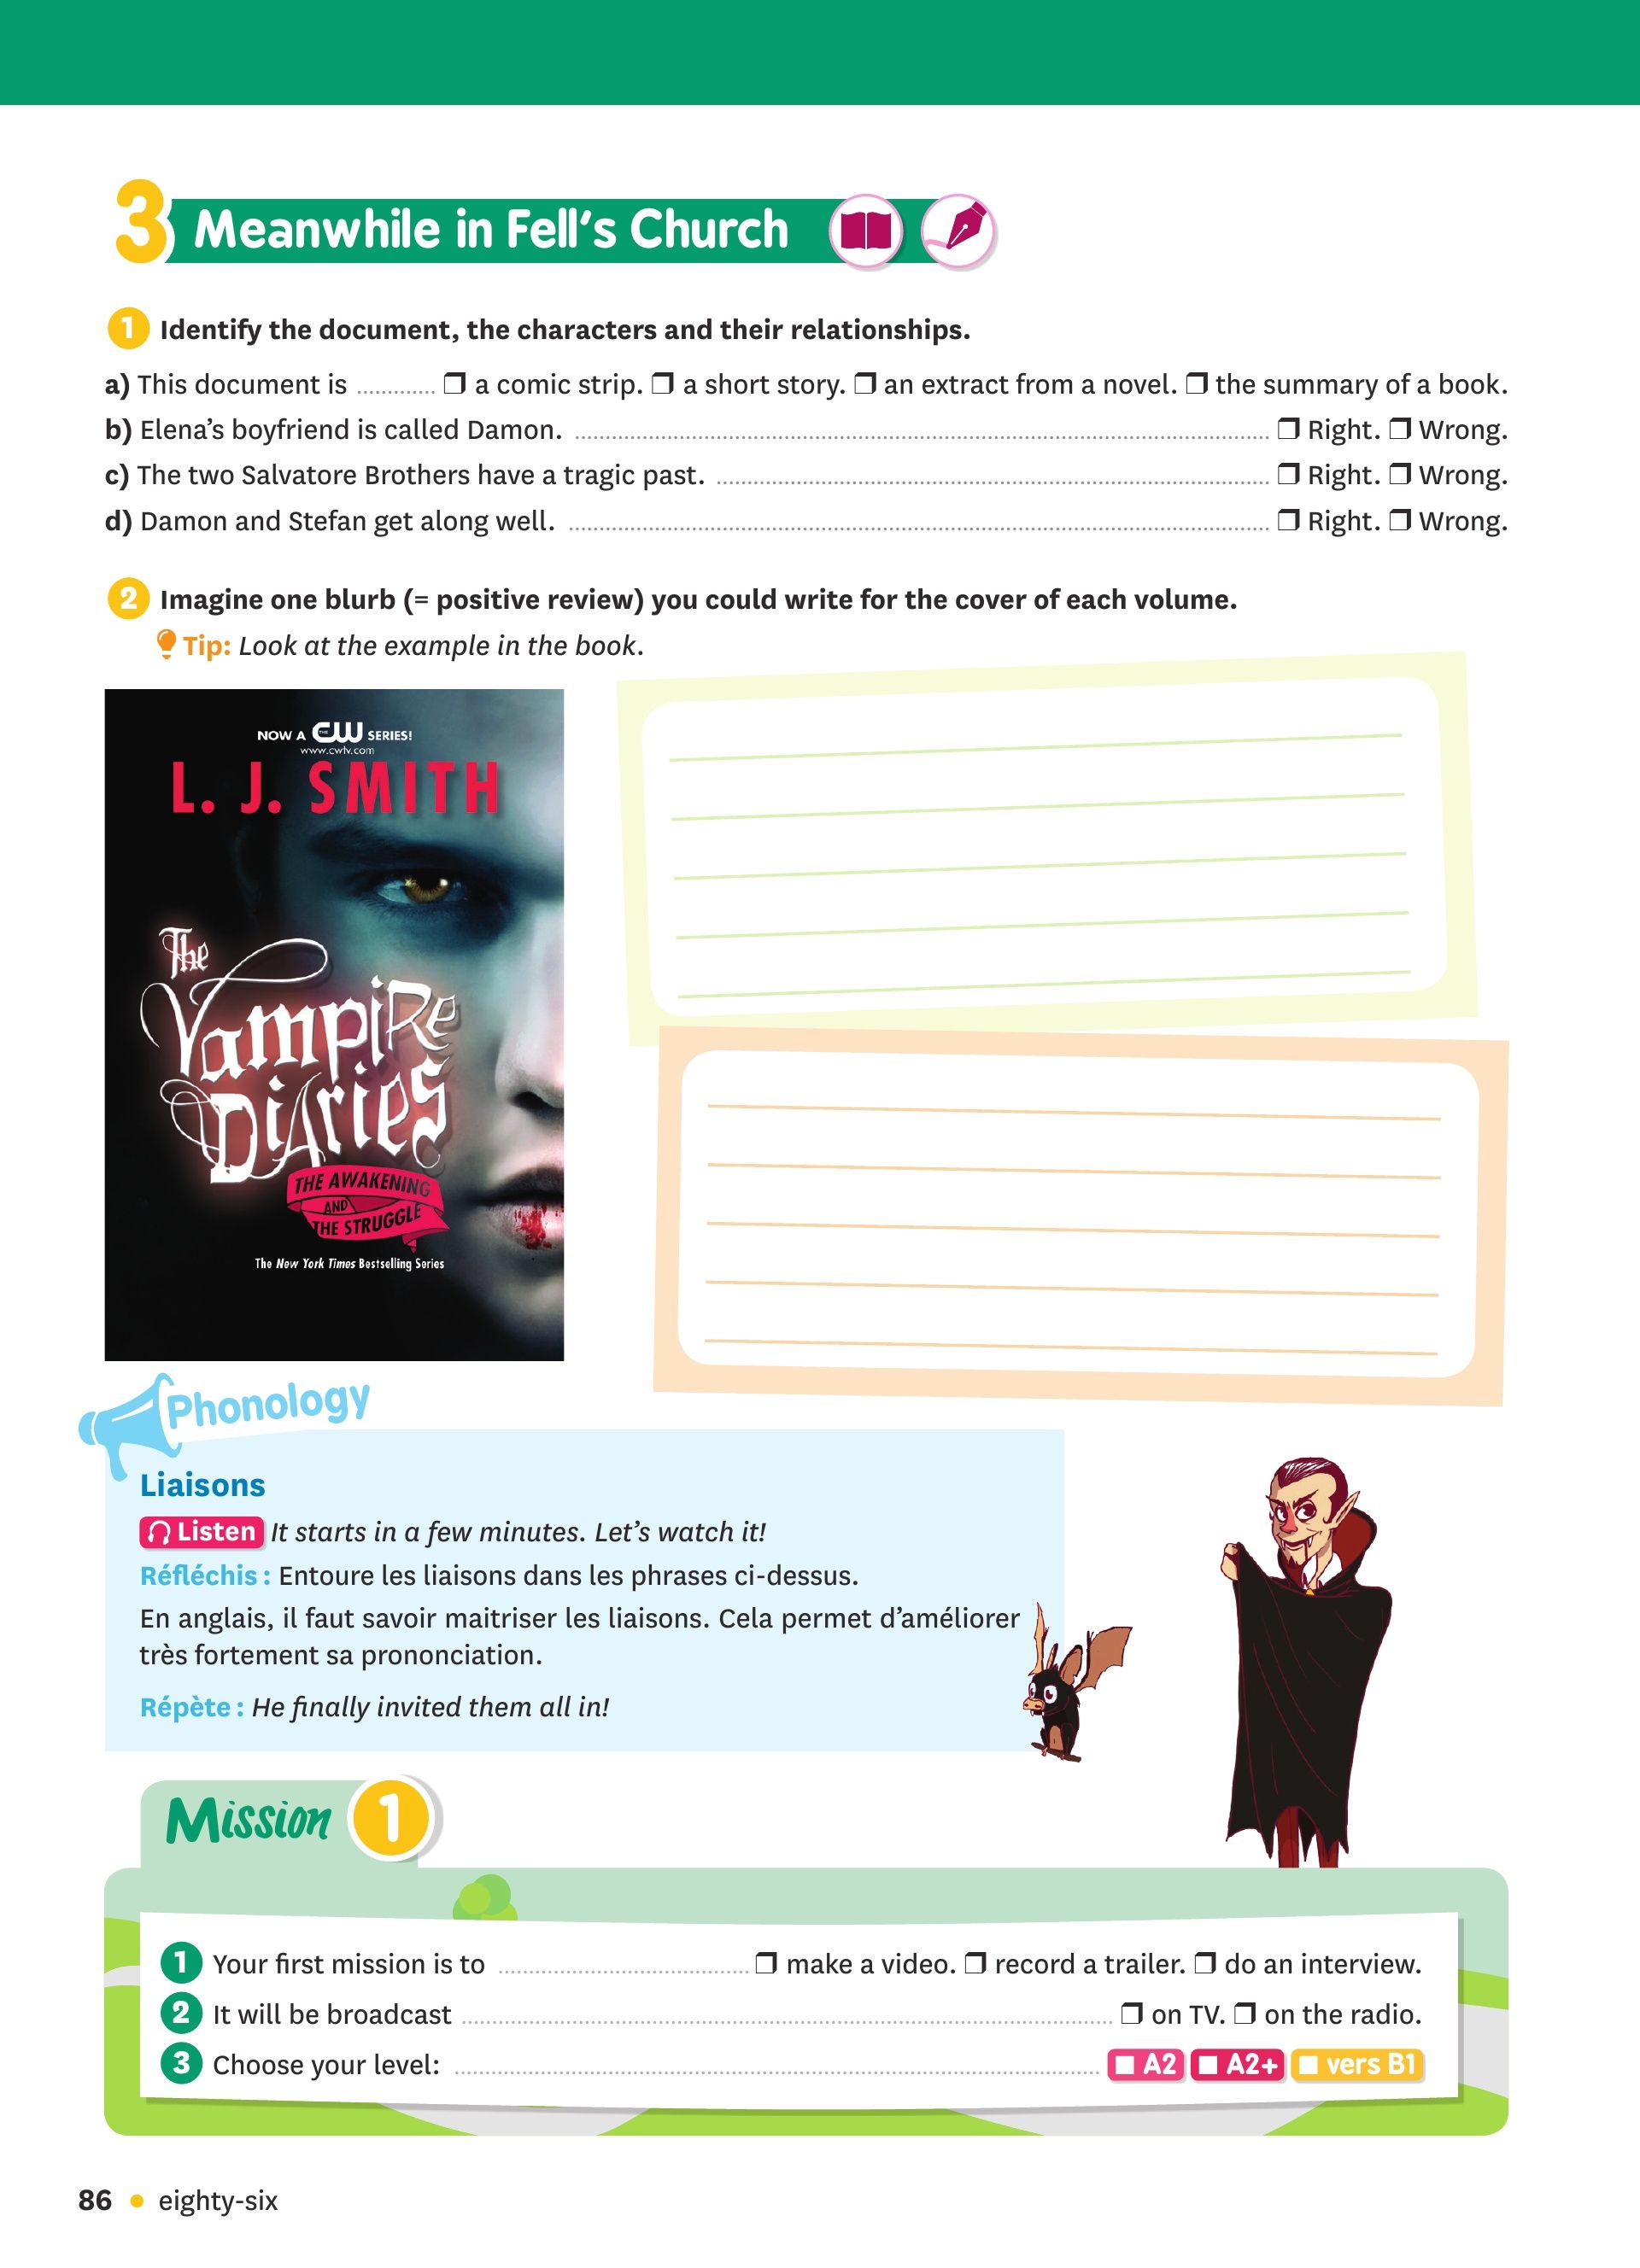 3 Meanwhile in Fell's Church
1 Identify the document, the characters and their relationships.
a) This document is ............ ❒ a comic strip. ❒ a short story. ❒ an extract from a novel. ❒ the summary of a book.
b) Elena's boyfriend is called Damon. ............ ❒ Right. ❒ Wrong.
c) The two Salvatore Brothers have a tragic past. ............ ❒ Right. ❒ Wrong.
d) Damon and Stefan get along well. ............ ❒ Right. ❒ Wrong.
2 Imagine one blurb (= positive review) you could write for the cover of each volume.
Tip: Look at the example in the book.
NOW A THE CW SERIES!
www.cwtv.com
L. J. SMITH
The
Vampire
Diaries
THE AWAKENING
AND
THE STRUGGLE
The New York Times Bestselling Series
Phonology
Liaisons
Listen It starts in a few minutes. Let's watch it!
Réfléchis : Entoure les liaisons dans les phrases ci-dessus.
En anglais, il faut savoir maitriser les liaisons. Cela permet d'améliorer
très fortement sa prononciation.
Répète : He finally invited them all in!
Mission 1
1 Your first mission is to ............ ❒ make a video. ❒ record a trailer. ❒ do an interview.
2 It will be broadcast ............ ❒ on TV. ❒ on the radio.
3 Choose your level: ............ ■ A2 ■ A2+ ■ vers B1
86 • eighty-six